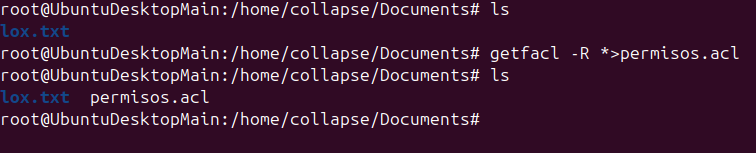 root@UbuntuDesktopMain:/home/collapse/Documents# ls
lox.txt
root@UbuntuDesktopMain:/home/collapse/Documents# getfacl -R *>permisos.acl
root@UbuntuDesktopMain:/home/collapse/Documents# ls
lox.txt  permisos.acl
root@UbuntuDesktopMain:/home/collapse/Documents#